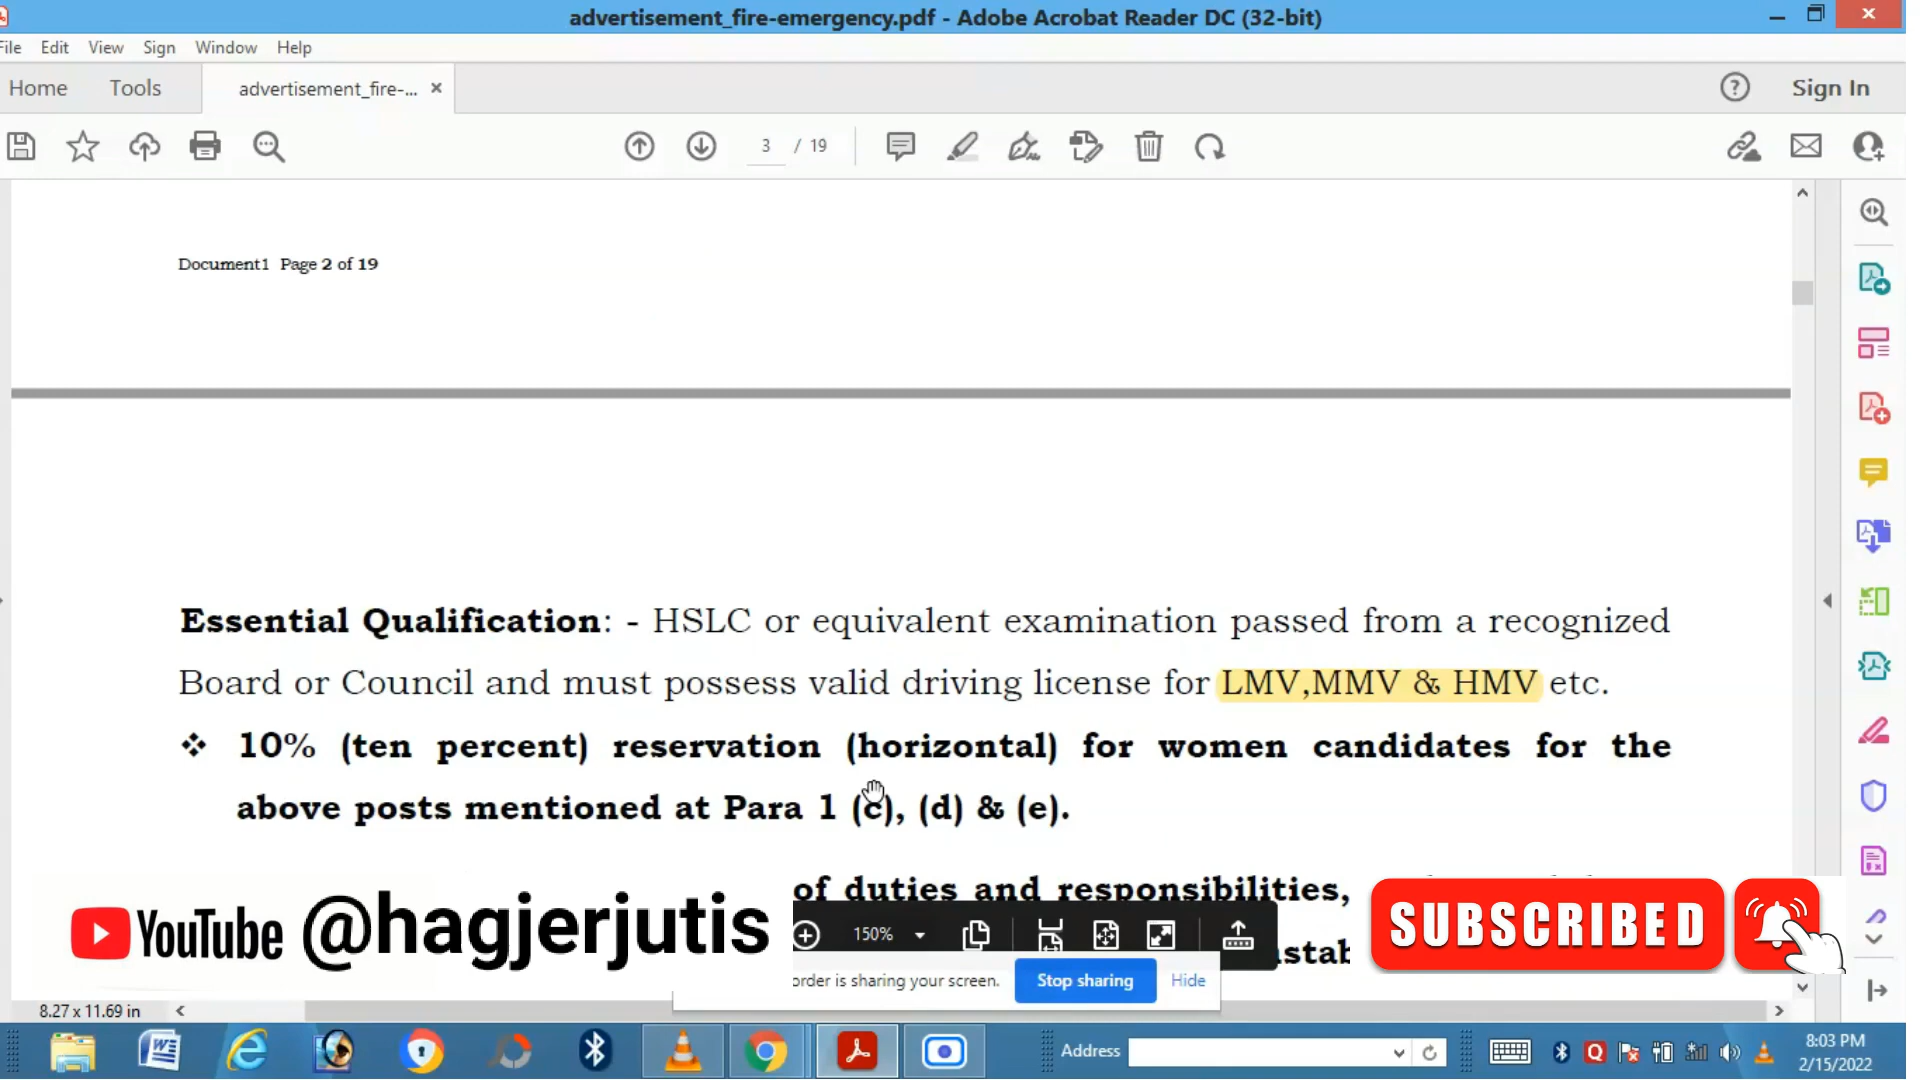 advertisement_fire-emergency.pdf - Adobe Acrobat Reader DC (32-bit)
File Edit View Sign Window Help
Home Tools advertisement_fire-... × Sign In
3 / 19
Document1 Page 2 of 19
Essential Qualification: - HSLC or equivalent examination passed from a recognized
Board or Council and must possess valid driving license for LMV,MMV & HMV etc.
❖ 10% (ten percent) reservation (horizontal) for women candidates for the
above posts mentioned at Para 1 (c), (d) & (e).
of duties and responsibilities,
YouTube @hagjerjutis
150%
SUBSCRIBED
order is sharing your screen. Stop sharing Hide
8.27 x 11.69 in
Address
8:03 PM
2/15/2022